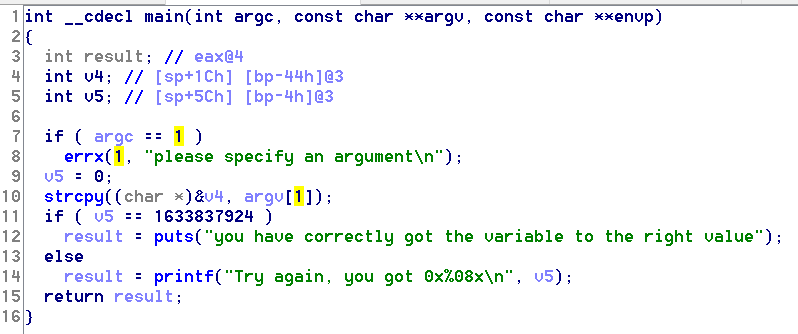 1 int __cdecl main(int argc, const char **argv, const char **envp)
2 {
3 int result; // eax@4
4 int v4; // [sp+1Ch] [bp-44h]@3
5 int v5; // [sp+5Ch] [bp-4h]@3
6
7 if ( argc == 1 )
8 errx(1, "please specify an argument\n");
9 v5 = 0;
10 strcpy((char *)&v4, argv[1]);
11 if ( v5 == 1633837924 )
12 result = puts("you have correctly got the variable to the right value");
13 else
14 result = printf("Try again, you got 0x%08x\n", v5);
15 return result;
16 }